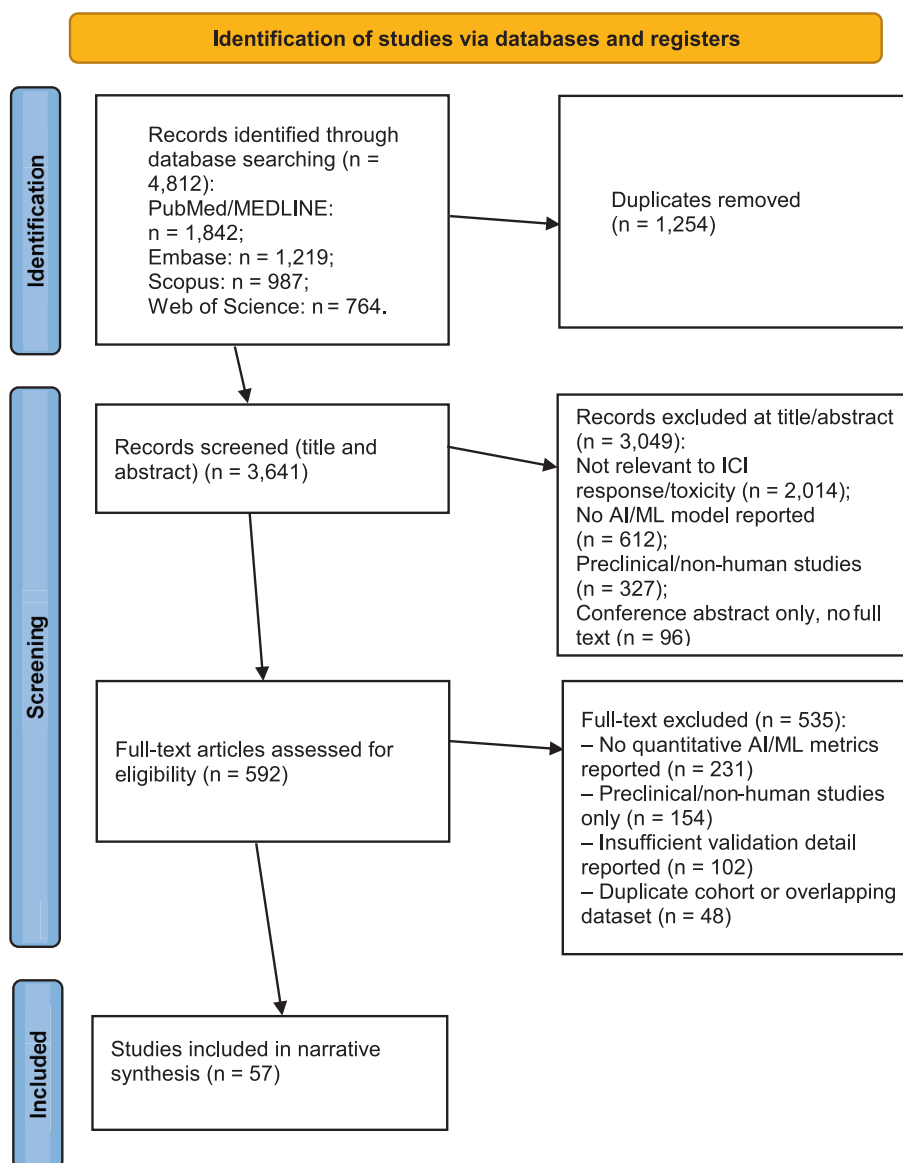 Identification of studies via databases and registers
Identification
Records identified through
database searching (n =
4,812):
PubMed/MEDLINE:
n = 1,842;
Embase: n = 1,219;
Scopus: n = 987;
Web of Science: n = 764.
Duplicates removed
(n = 1,254)
Screening
Records screened (title and
abstract) (n = 3,641)
Records excluded at title/abstract
(n = 3,049):
Not relevant to ICI
response/toxicity (n = 2,014);
No AI/ML model reported
(n = 612);
Preclinical/non-human studies
(n = 327);
Conference abstract only, no full
text (n = 96)
Full-text articles assessed for
eligibility (n = 592)
Full-text excluded (n = 535):
– No quantitative AI/ML metrics
reported (n = 231)
– Preclinical/non-human studies
only (n = 154)
– Insufficient validation detail
reported (n = 102)
– Duplicate cohort or overlapping
dataset (n = 48)
Included
Studies included in narrative
synthesis (n = 57)